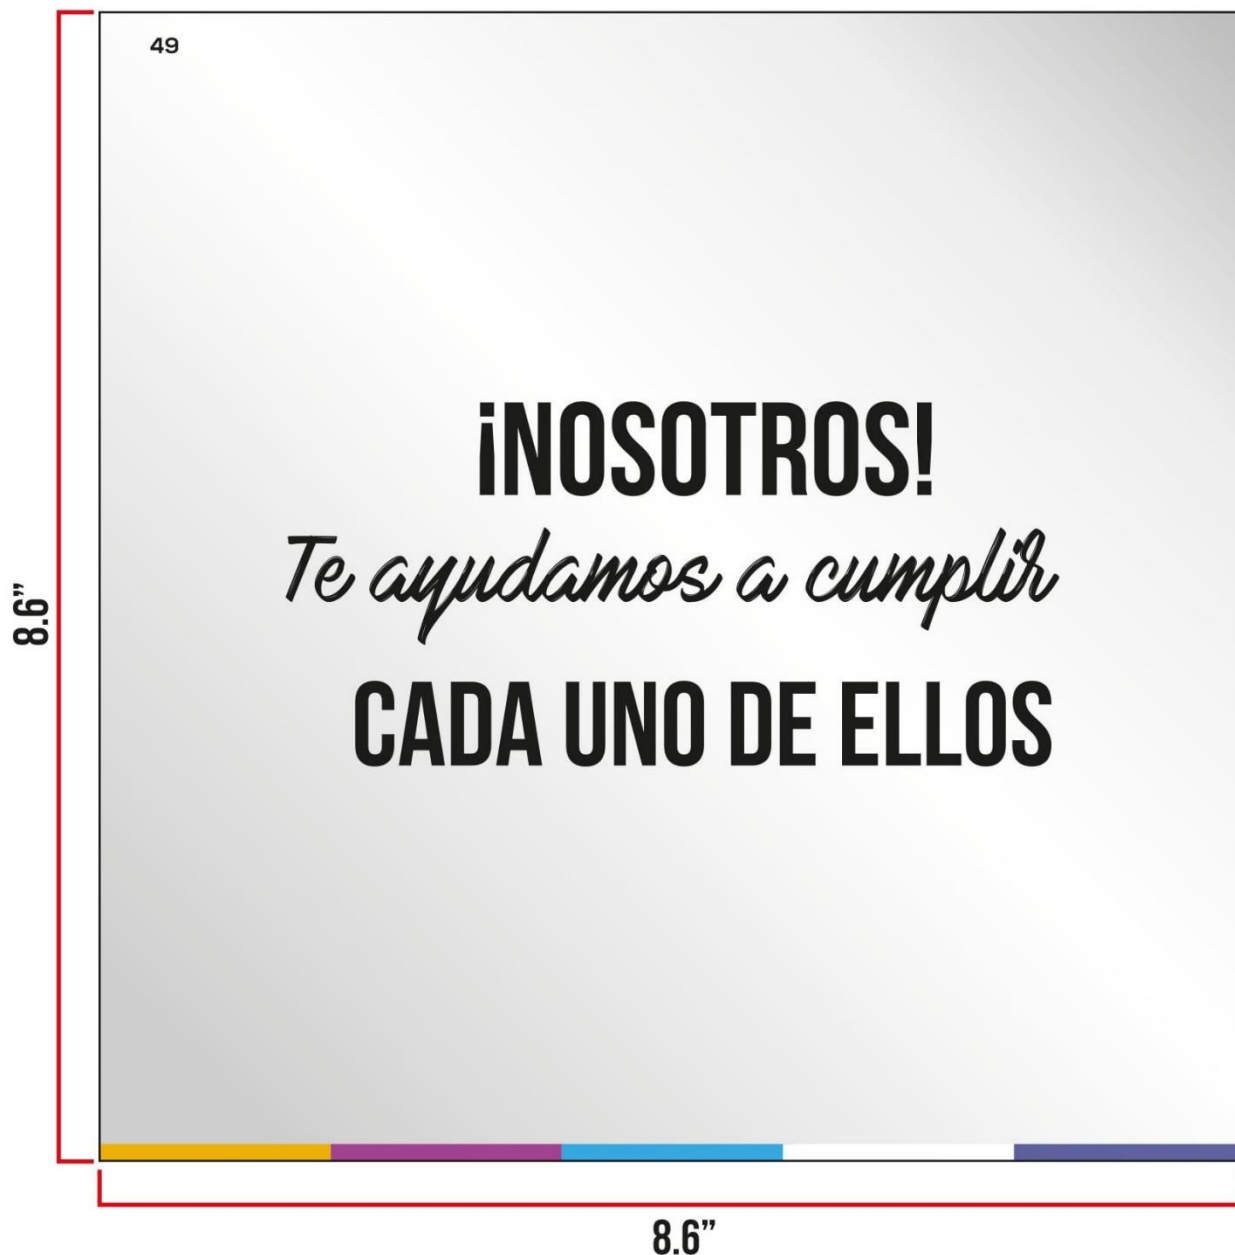 49
¡NOSOTROS!
Te ayudamos a cumplir
CADA UNO DE ELLOS
8.6”
8.6”